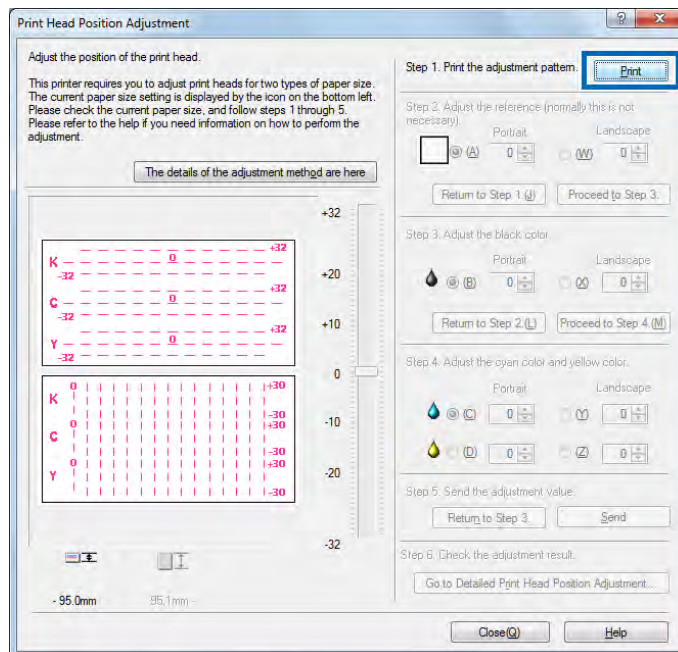 Print Head Position Adjustment
Adjust the position of the print head.
This printer requires you to adjust print heads for two types of paper size.
The current paper size setting is displayed by the icon on the bottom left.
Please check the current paper size, and follow steps 1 through 5.
Please refer to the help if you need information on how to perform the
adjustment.
The details of the adjustment method are here
+32
+20
+10
0
-10
-20
-32
K 0 +32
-32
C 0 +32
-32
Y 0 +32
-32
K 0 +30
-30
C 0 +30
-30
Y 0 +30
-30
- 95.0mm
95.1mm -
Step 1. Print the adjustment pattern.
Print
Step 2. Adjust the reference (normally this is not
necessary).
Portrait Landscape
(A) 0 (W) 0
Return to Step 1.(J) Proceed to Step 3.
Step 3. Adjust the black color.
Portrait Landscape
(B) 0 (X) 0
Return to Step 2.(L) Proceed to Step 4.(M)
Step 4. Adjust the cyan color and yellow color.
Portrait Landscape
(C) 0 (Y) 0
(D) 0 (Z) 0
Step 5. Send the adjustment value.
Return to Step 3. Send
Step 6. Check the adjustment result.
Go to Detailed Print Head Position Adjustment...
Close(Q) Help